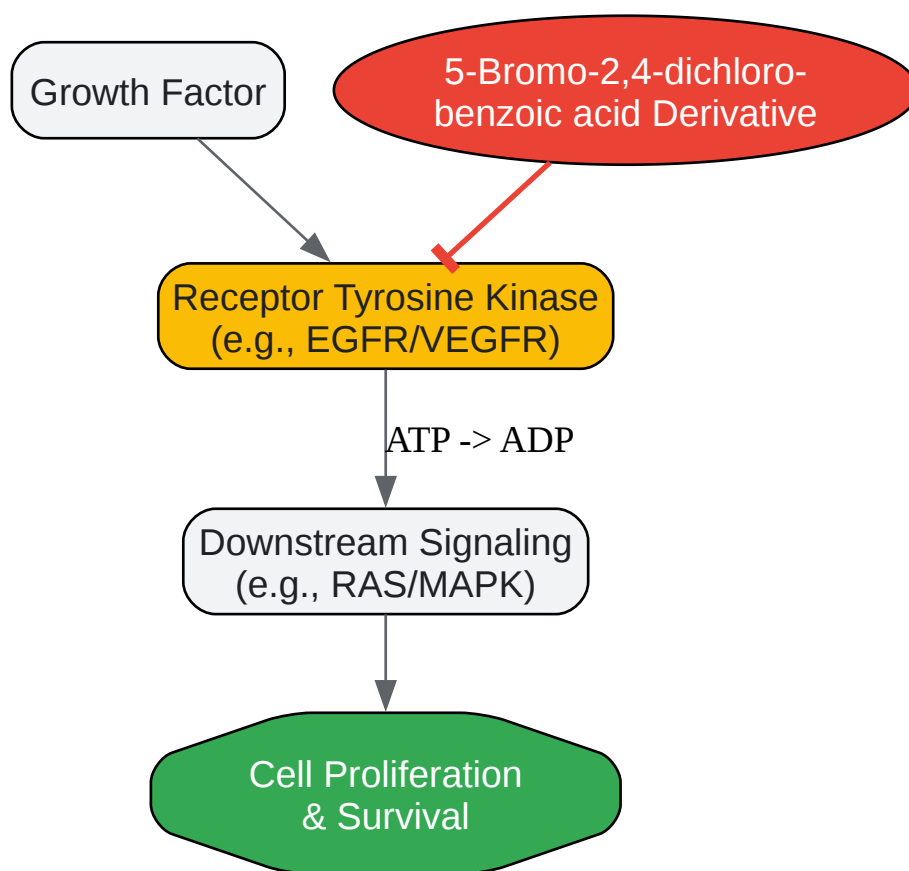 Growth Factor
5-Bromo-2,4-dichloro-
benzoic acid Derivative
Receptor Tyrosine Kinase
(e.g., EGFR/VEGFR)
ATP -> ADP
Downstream Signaling
(e.g., RAS/MAPK)
Cell Proliferation
& Survival